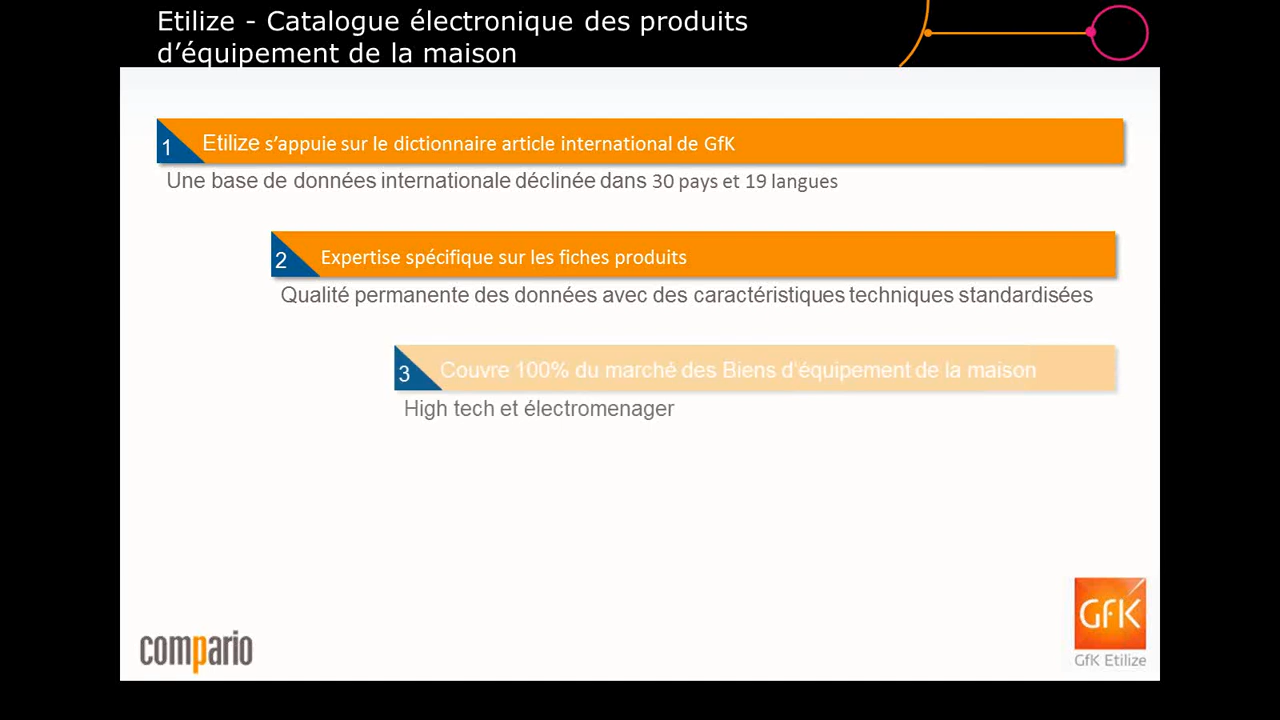 Etilize - Catalogue électronique des produits
d’équipement de la maison
1 Etilize s’appuie sur le dictionnaire article international de GfK
Une base de données internationale déclinée dans 30 pays et 19 langues
2 Expertise spécifique sur les fiches produits
Qualité permanente des données avec des caractéristiques techniques standardisées
3 Couvre 100% du marché des Biens d’équipement de la maison
High tech et électromenager
GfK
compario
GfK Etilize